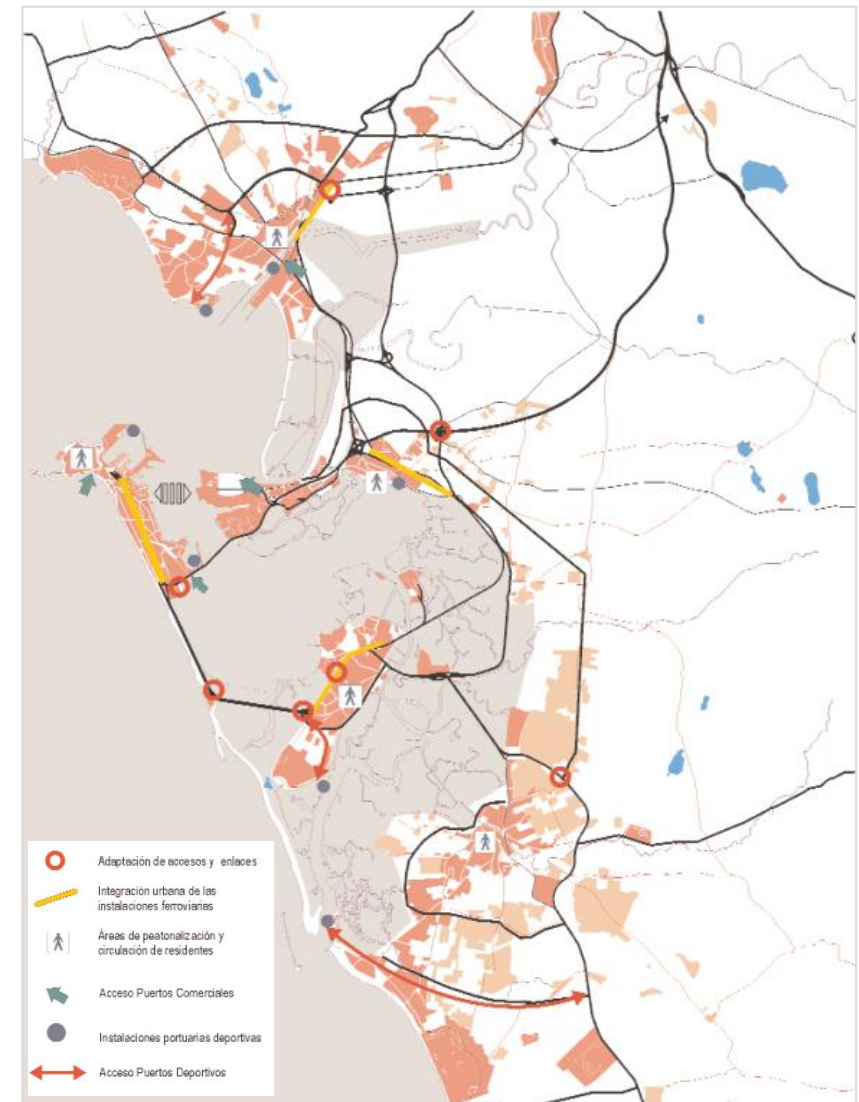 Adaptación de accesos y enlaces
Integración urbana de las
instalaciones ferroviarias
Áreas de peatonalización y
circulación de residentes
Acceso Puertos Comerciales
Instalaciones portuarias deportivas
Acceso Puertos Deportivos